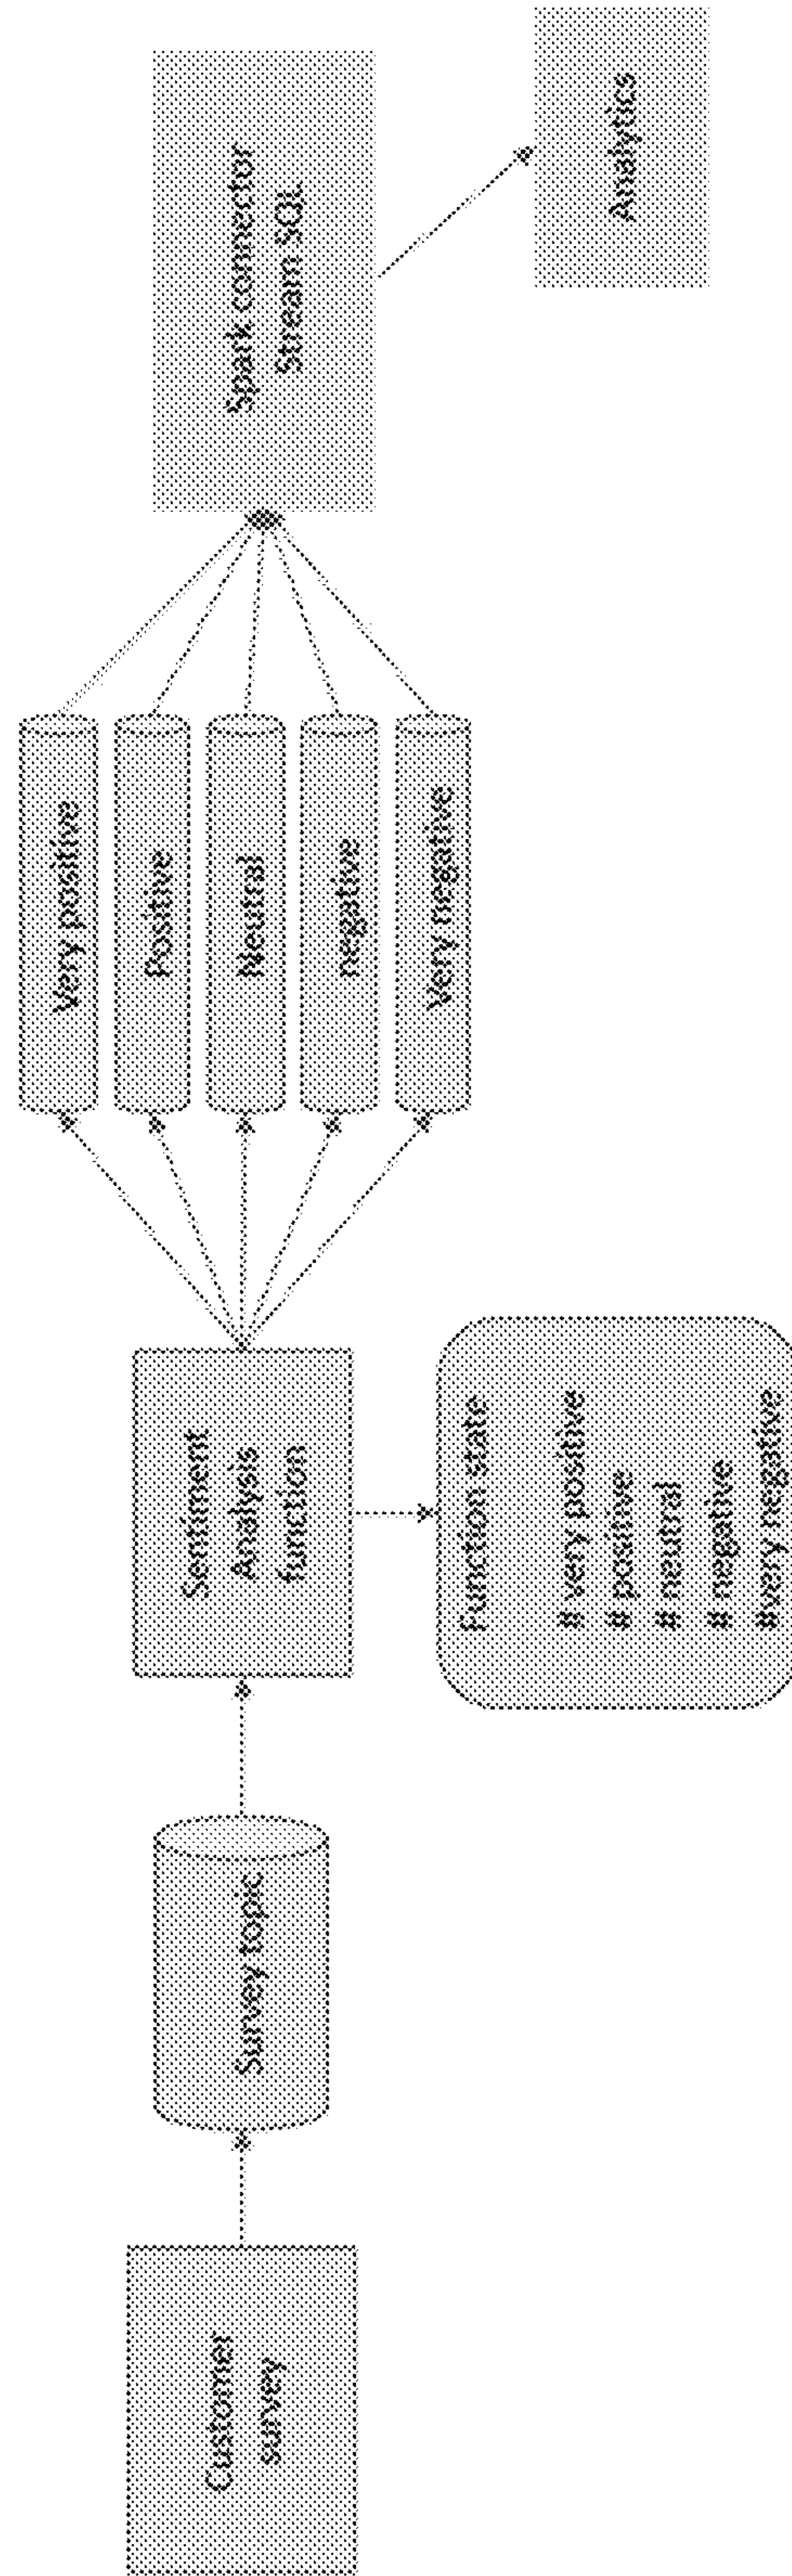 Customer
survey
Survey topic
Sentiment
Analysis
function
Function state
# very positive
# positive
# neutral
# negative
#very negative
Very positive
Positive
Neutral
negative
Very negative
Spark connector
Stream SQL
Analytics